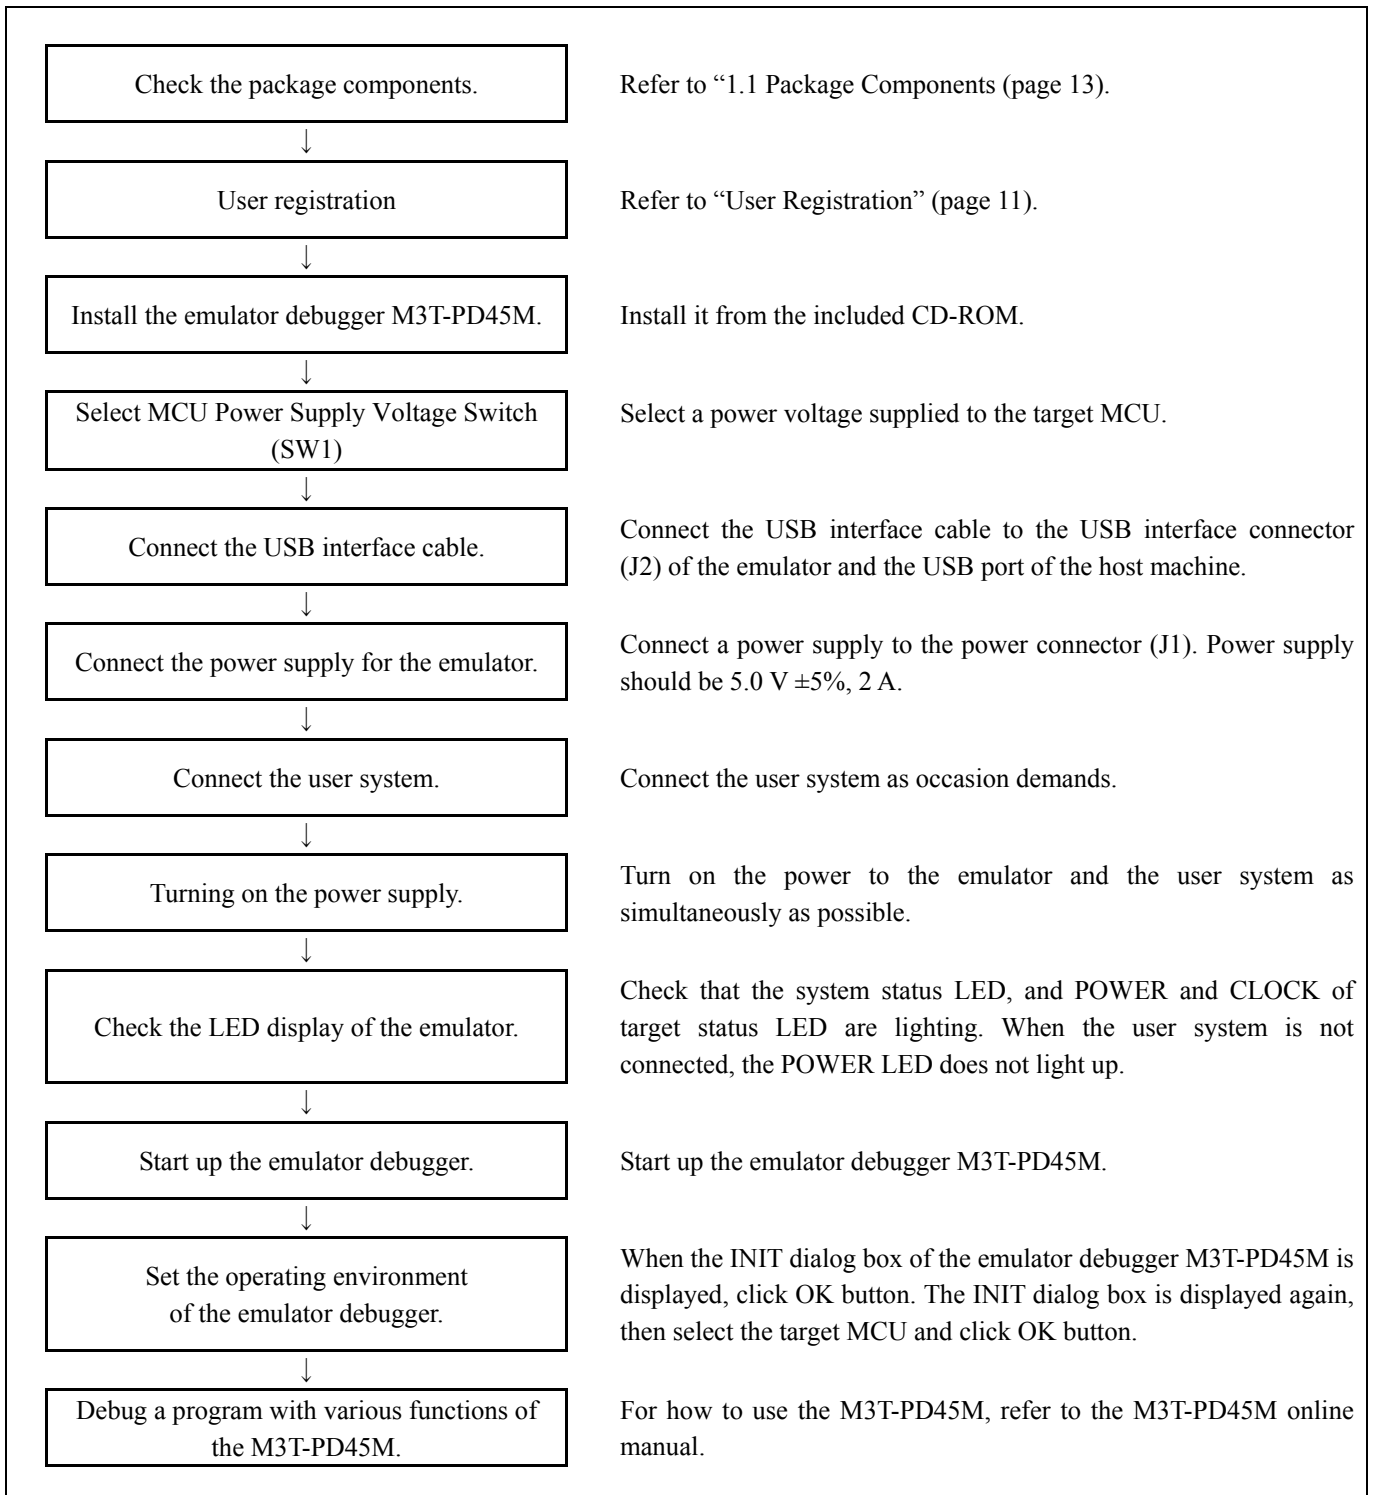 Check the package components.
Refer to “1.1 Package Components (page 13).
↓
User registration
Refer to “User Registration” (page 11).
↓
Install the emulator debugger M3T-PD45M.
Install it from the included CD-ROM.
↓
Select MCU Power Supply Voltage Switch
(SW1)
Select a power voltage supplied to the target MCU.
↓
Connect the USB interface cable.
Connect the USB interface cable to the USB interface connector
(J2) of the emulator and the USB port of the host machine.
↓
Connect the power supply for the emulator.
Connect a power supply to the power connector (J1). Power supply
should be 5.0 V ±5%, 2 A.
↓
Connect the user system.
Connect the user system as occasion demands.
↓
Turning on the power supply.
Turn on the power to the emulator and the user system as
simultaneously as possible.
↓
Check the LED display of the emulator.
Check that the system status LED, and POWER and CLOCK of
target status LED are lighting. When the user system is not
connected, the POWER LED does not light up.
↓
Start up the emulator debugger.
Start up the emulator debugger M3T-PD45M.
↓
Set the operating environment
of the emulator debugger.
When the INIT dialog box of the emulator debugger M3T-PD45M is
displayed, click OK button. The INIT dialog box is displayed again,
then select the target MCU and click OK button.
↓
Debug a program with various functions of
the M3T-PD45M.
For how to use the M3T-PD45M, refer to the M3T-PD45M online
manual.